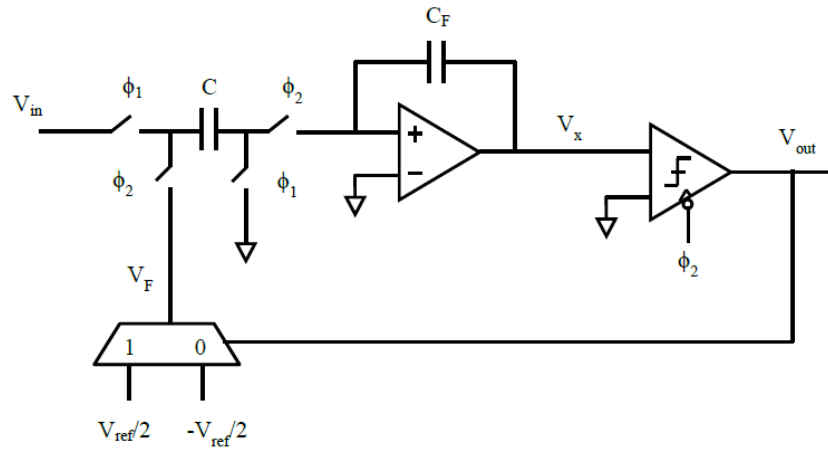 C_F
V_in
ϕ₁
C
ϕ₂
+
−
V_x
V_out
ϕ₂
ϕ₁
ϕ₂
V_F
1 0
V_ref/2 -V_ref/2